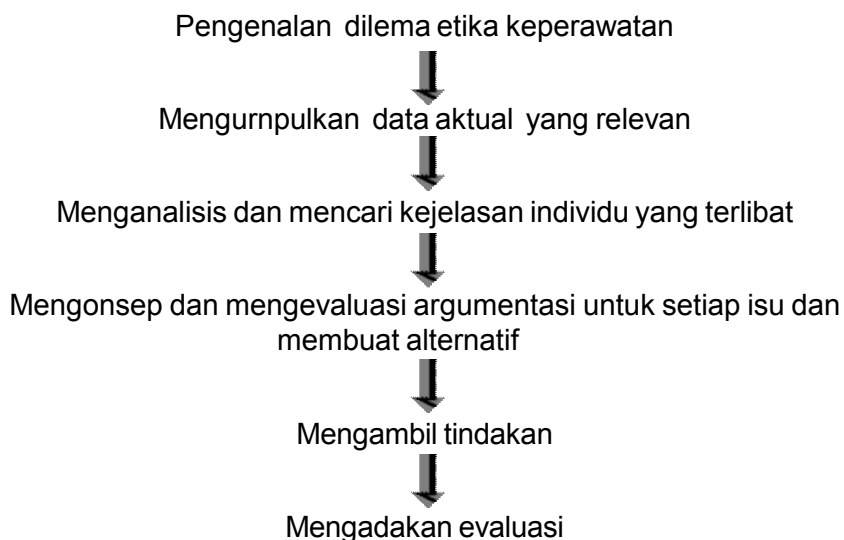 Pengenalan dilema etika keperawatan
Mengurnpulkan data aktual yang relevan
Menganalisis dan mencari kejelasan individu yang terlibat
Mengonsep dan mengevaluasi argumentasi untuk setiap isu dan
membuat alternatif
Mengambil tindakan
Mengadakan evaluasi